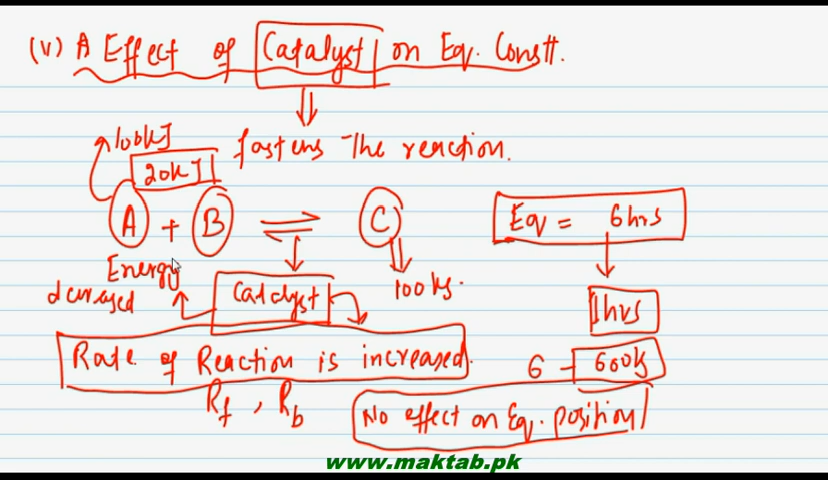 (V) A Effect of Catalyst on Eq. Constt.
fastens The reaction.
100kJ
20kJ
A + B ⇌ C
Eq = 6hrs
Energy decreased
Catalyst
100kg.
1hrs
Rate of Reaction is increased.
6 - 600kg
Rf , Rb
No effect on Eq. position
www.maktab.pk